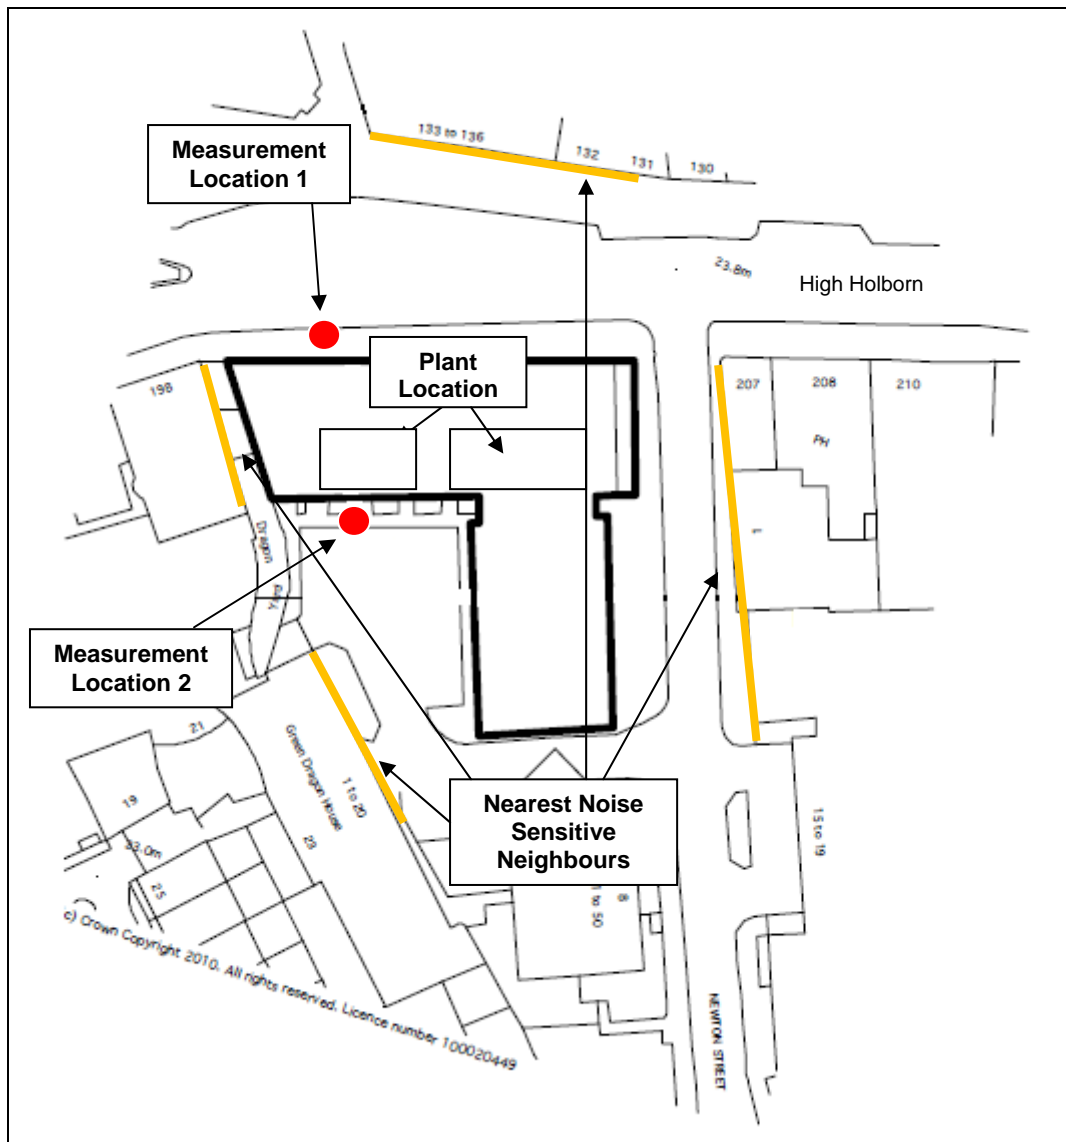 133 to 136
132
131
130
Measurement
Location 1
23.8m
High Holborn
198
Plant
Location
207
208
210
PH
1
Dragon
Yard
Measurement
Location 2
21
Green Dragon House
1 to 20
23
19
23.0m
25
Nearest Noise
Sensitive
Neighbours
15 to 19
8
to 50
NEWTON STREET
c) Crown Copyright 2010. All rights reserved. Licence number 100020449